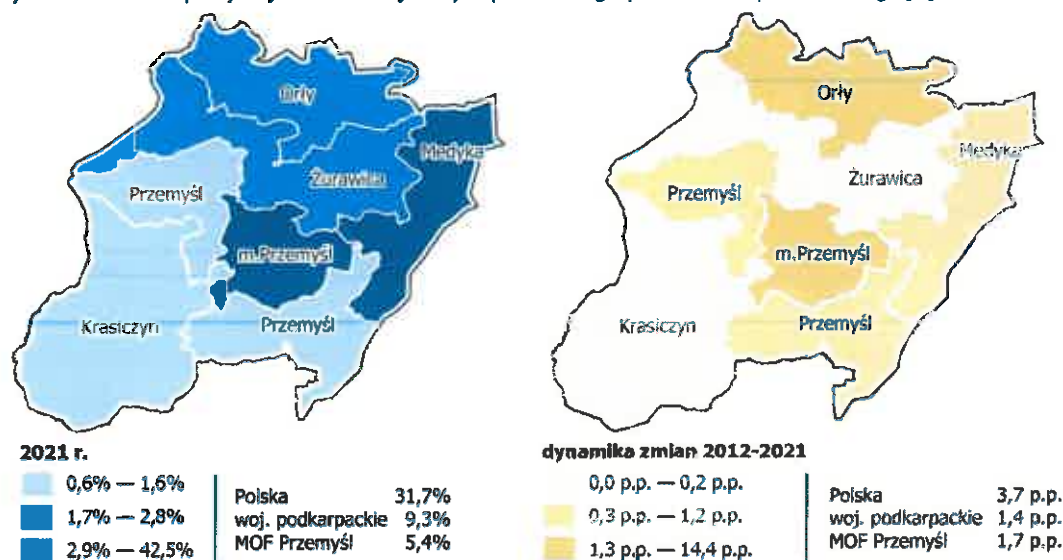 Orły
Medyka
Żurawica
Przemyśl
m.Przemyśl
Krasiczyn
Przemyśl
2021 r.
0,6% — 1,6%
1,7% — 2,8%
2,9% — 42,5%
Polska 31,7%
woj. podkarpackie 9,3%
MOF Przemyśl 5,4%
Orły
Medyka
Żurawica
Przemyśl
m.Przemyśl
Krasiczyn
Przemyśl
dynamika zmian 2012-2021
0,0 p.p. — 0,2 p.p.
0,3 p.p. — 1,2 p.p.
1,3 p.p. — 14,4 p.p.
Polska 3,7 p.p.
woj. podkarpackie 1,4 p.p.
MOF Przemyśl 1,7 p.p.